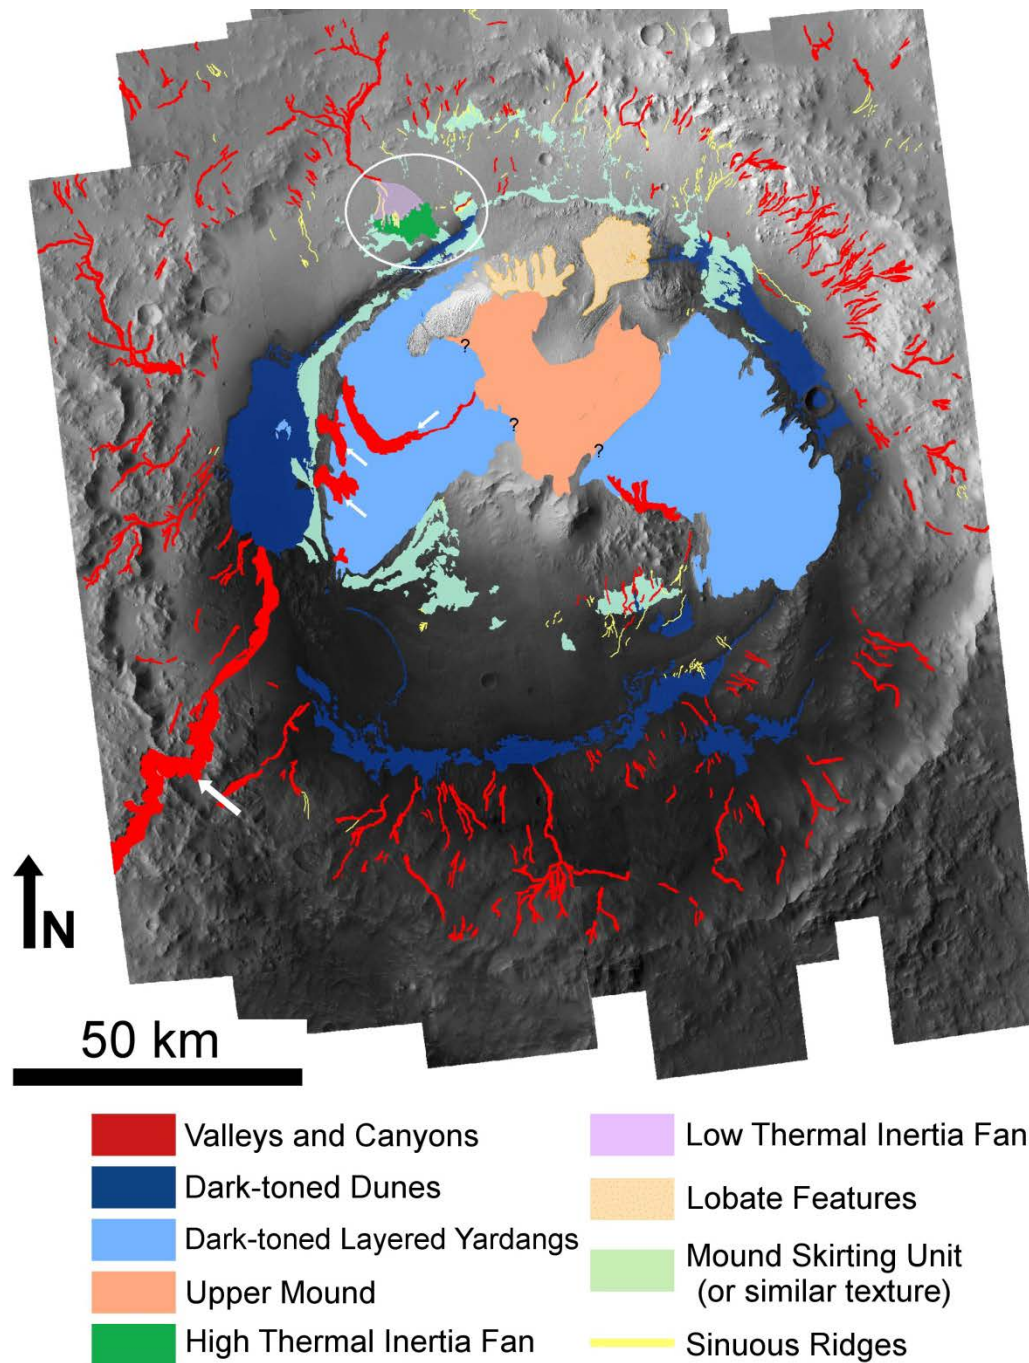 ?
?
?
N
50 km
Valleys and Canyons
Dark-toned Dunes
Dark-toned Layered Yardangs
Upper Mound
High Thermal Inertia Fan
Low Thermal Inertia Fan
Lobate Features
Mound Skirting Unit
(or similar texture)
Sinuous Ridges